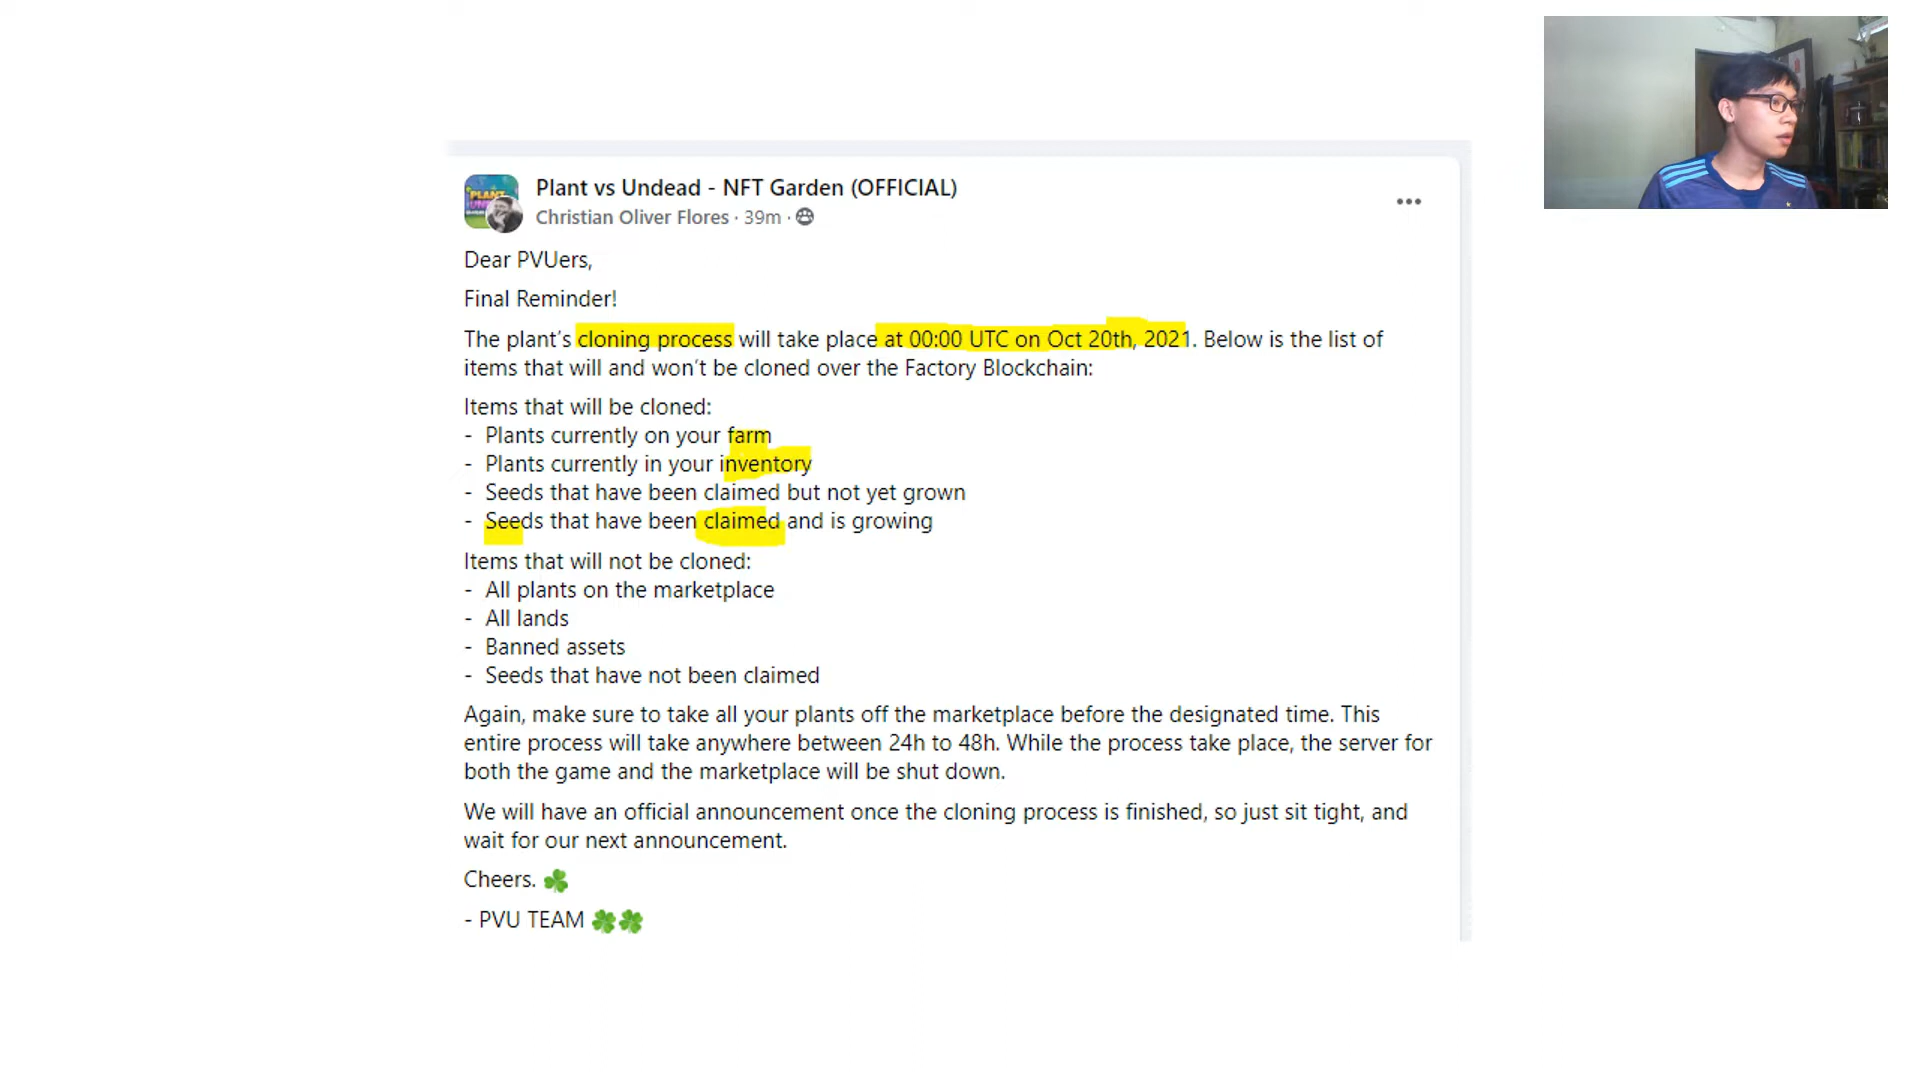 Plant vs Undead - NFT Garden (OFFICIAL)
Christian Oliver Flores · 39m ·
Dear PVUers,
Final Reminder!
The plant's cloning process will take place at 00:00 UTC on Oct 20th, 2021. Below is the list of
items that will and won't be cloned over the Factory Blockchain:
Items that will be cloned:
- Plants currently on your farm
- Plants currently in your inventory
- Seeds that have been claimed but not yet grown
- Seeds that have been claimed and is growing
Items that will not be cloned:
- All plants on the marketplace
- All lands
- Banned assets
- Seeds that have not been claimed
Again, make sure to take all your plants off the marketplace before the designated time. This
entire process will take anywhere between 24h to 48h. While the process take place, the server for
both the game and the marketplace will be shut down.
We will have an official announcement once the cloning process is finished, so just sit tight, and
wait for our next announcement.
Cheers. ☘️
- PVU TEAM 🍀🍀